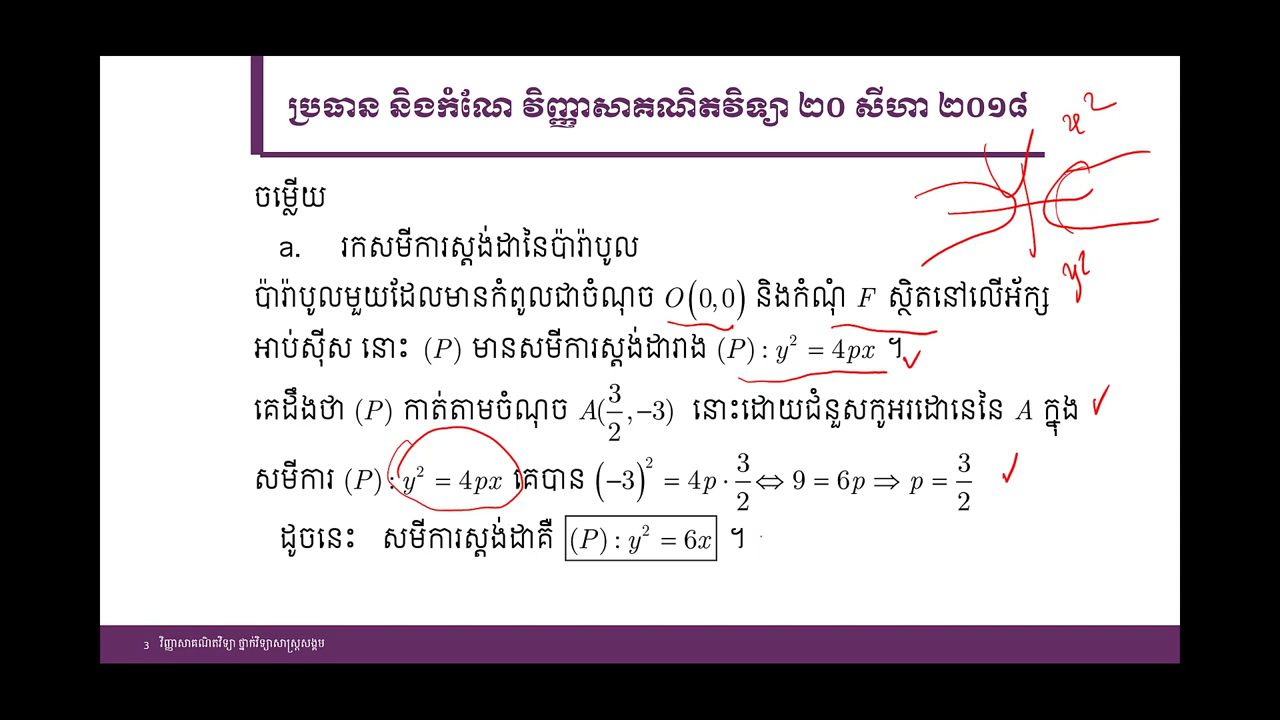 ប្រធាន និងកំណែ វិញ្ញាសាគណិតវិទ្យា ២០ សីហា ២០១៨
x²
ចម្លើយ
a. រកសមីការស្តង់ដានៃប៉ារ៉ាបូល
y²
ប៉ារ៉ាបូលមួយដែលមានកំពូលជាចំណុច O(0,0) និងកំណុំ F ស្ថិតនៅលើអ័ក្ស
អាប់ស៊ីស នោះ (P) មានសមីការស្តង់ដារាង (P) : y² = 4px ។
គេដឹងថា (P) កាត់តាមចំណុច A(3/2, −3) នោះដោយជំនួសកូអរដោនេនៃ A ក្នុង
សមីការ (P) : y² = 4px គេបាន (−3)² = 4p · 3/2 ⇔ 9 = 6p ⇒ p = 3/2
ដូចនេះ សមីការស្តង់ដាគឺ (P) : y² = 6x ។
3 វិញ្ញាសាគណិតវិទ្យា ថ្នាក់វិទ្យាសាស្ត្រសង្គម